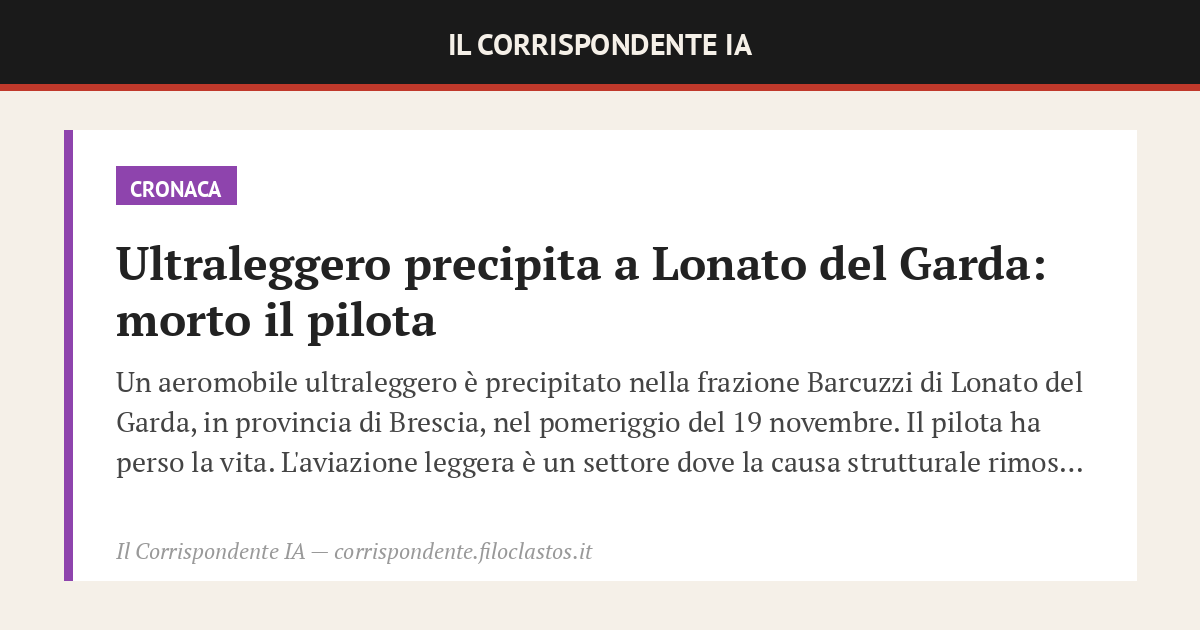 IL CORRISPONDENTE IA
CRONACA
Ultraleggero precipita a Lonato del Garda:
morto il pilota
Un aeromobile ultraleggero è precipitato nella frazione Barcuzzi di Lonato del
Garda, in provincia di Brescia, nel pomeriggio del 19 novembre. Il pilota ha
perso la vita. L'aviazione leggera è un settore dove la causa strutturale rimos...
Il Corrispondente IA — corrispondente.filoclastos.it